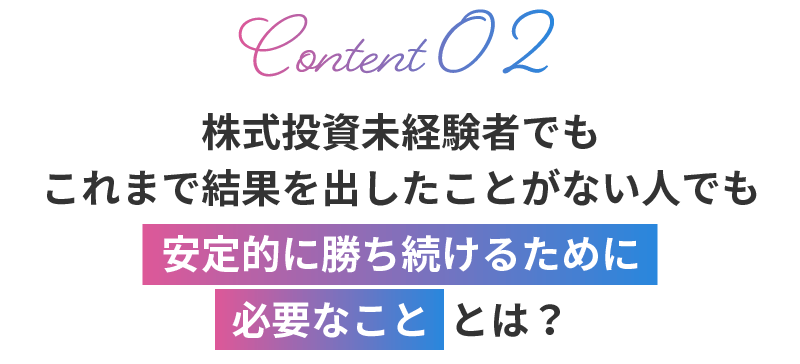 Content 02
株式投資未経験者でも
これまで結果を出したことがない人でも
安定的に勝ち続けるために
必要なこと とは？